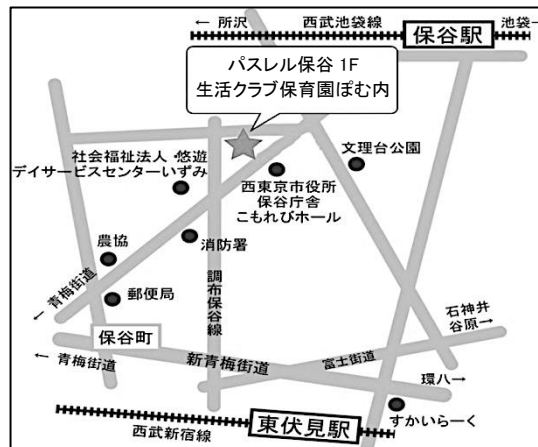 ← 所沢 西武池袋線 池袋→
保谷駅
パスレル保谷 1F
生活クラブ保育園ぽむ内
社会福祉法人・悠遊
デイサービスセンターいずみ
文理台公園
西東京市役所
保谷庁舎
こもれびホール
消防署
農協
郵便局
調布保谷線
← 青梅街道
保谷町
← 青梅街道
新青梅街道
富士街道
石神井
谷原→
環八→
すかいらーく
東伏見駅
西武新宿線